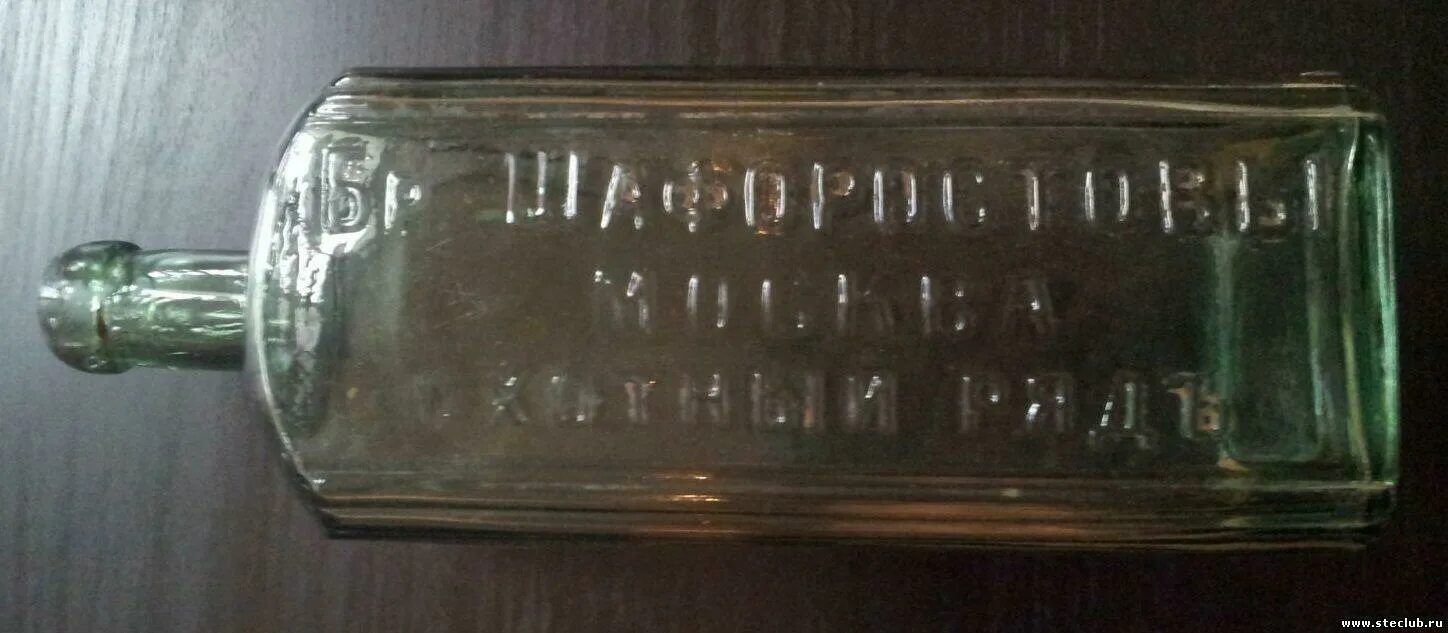 Бр ШАФОРОСТОВЫ
МОСКВА
ОХОТНЫЙ РЯДЪ
www.steclub.ru